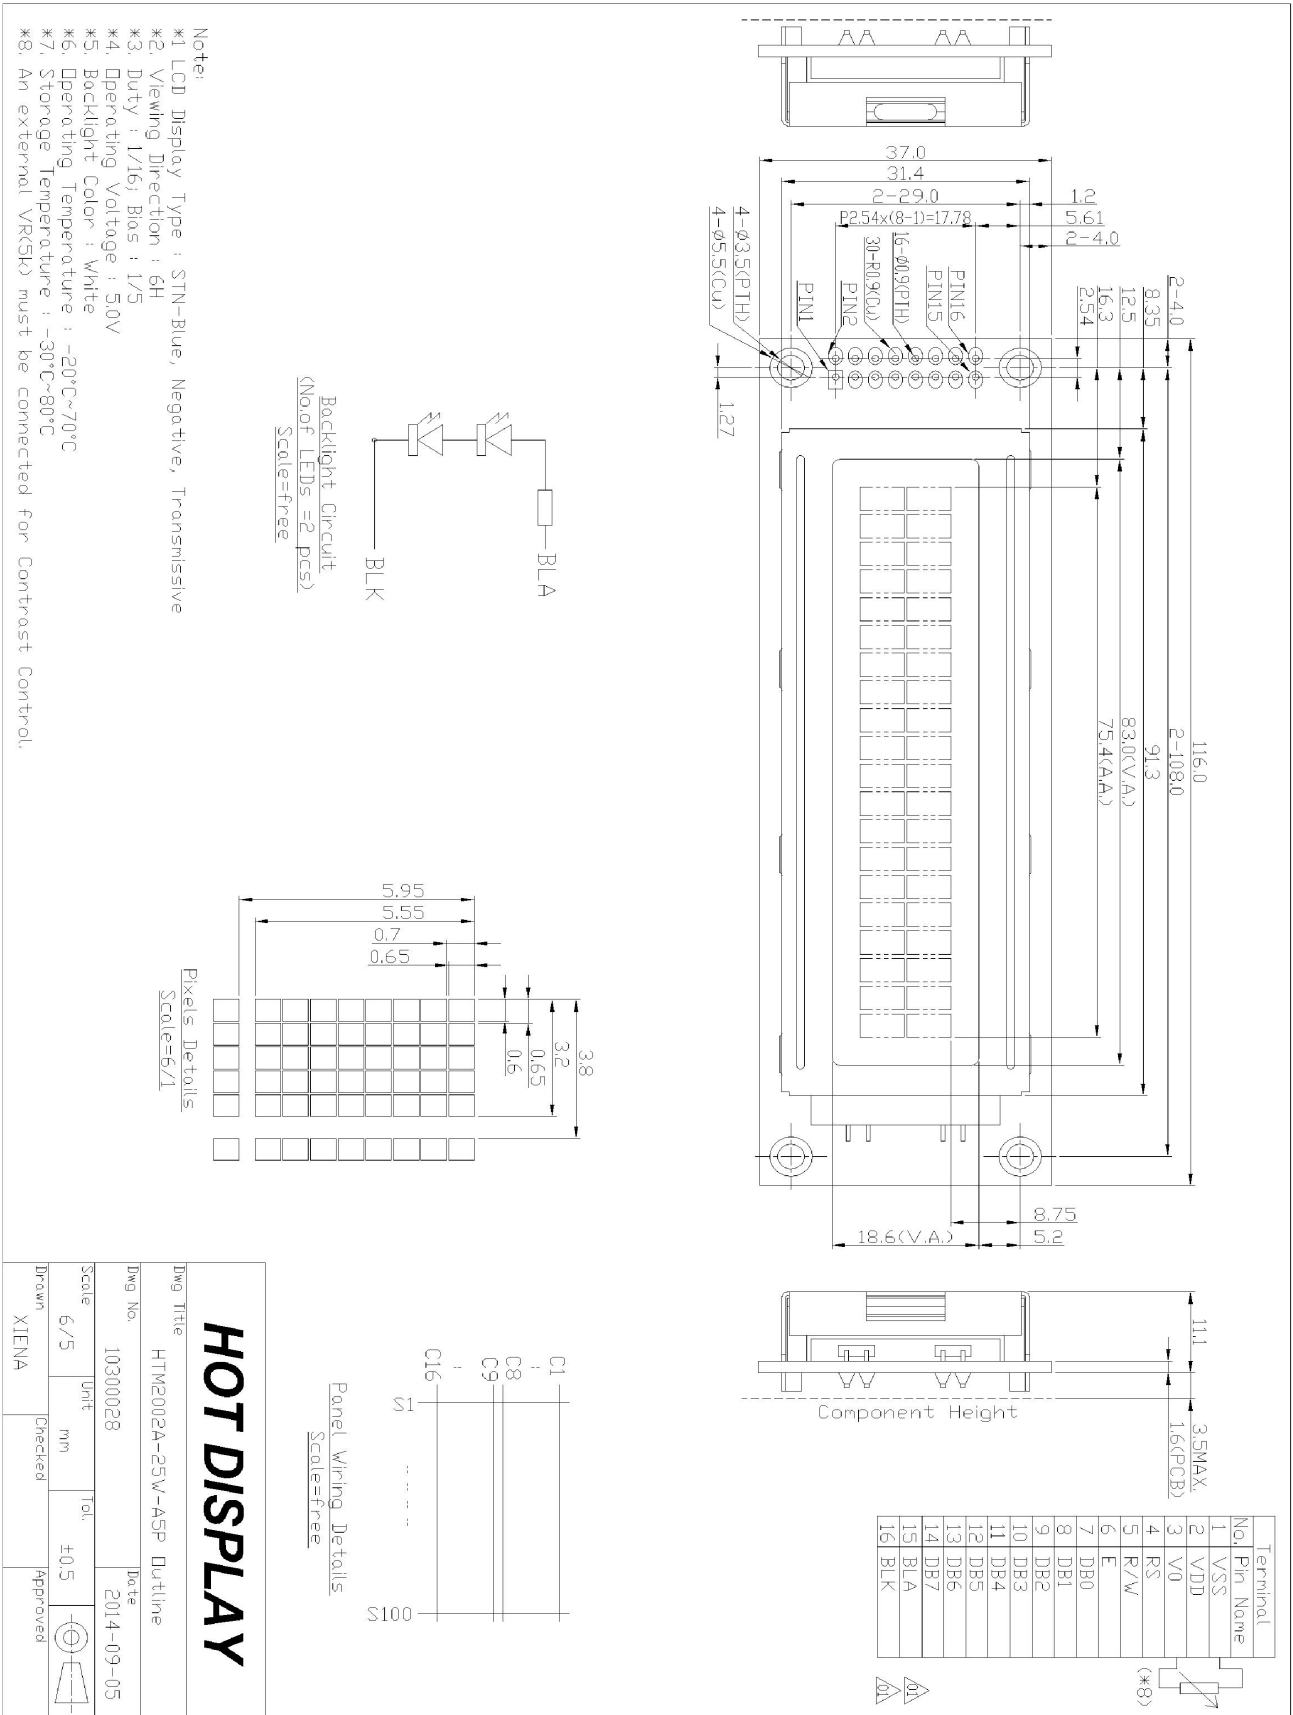 37.0
31.4
2-29.0
1.2
P2.54x(8-1)=17.78
5.61
2-4.0
4-Ø5.5(Cu)
4-Ø3.5(PTH)
30-R0.9(Cu)
16-Ø0.9(PTH)
PIN1
PIN2
PIN15
PIN16
2.54
16.3
12.5
8.35
2-4.0
1.27
116.0
2-108.0
91.3
83.0(V.A.)
75.4(A.A.)
8.75
18.6(V.A.)
5.2
11.1
3.5MAX.
1.6(PCB)
Component Height
Terminal
No. Pin Name
1 VSS
2 VDD
3 V0
4 RS
5 R/W
6 E
7 DB0
8 DB1
9 DB2
10 DB3
11 DB4
12 DB5
13 DB6
14 DB7
15 BLA
16 BLK
(*8)
01
01
BLA
BLK
Backlight Circuit
(No.of LEDs =2 pcs)
Scale=free
5.95
5.55
0.7
0.65
3.8
3.2
0.65
0.6
Pixels Details
Scale=6/1
C1
:
C8
C9
:
C16
S1
S100
Panel Wiring Details
Scale=free
Note:
*1 LCD Display Type : STN-Blue, Negative, Transmissive
*2. Viewing Direction : 6H
*3. Duty : 1/16; Bias : 1/5
*4. Operating Voltage : 5.0V
*5. Backlight Color : White
*6. Operating Temperature : -20°C~70°C
*7. Storage Temperature : -30°C~80°C
*8. An external VR(5k) must be connected for Contrast Control.
HOT DISPLAY
Dwg Title
HTM2002A-25W-A5P Outline
Dwg No.
10300028
Date
2014-09-05
Scale 6/5
Unit mm
Tol. ±0.5
Drawn XIENA
Checked
Approved